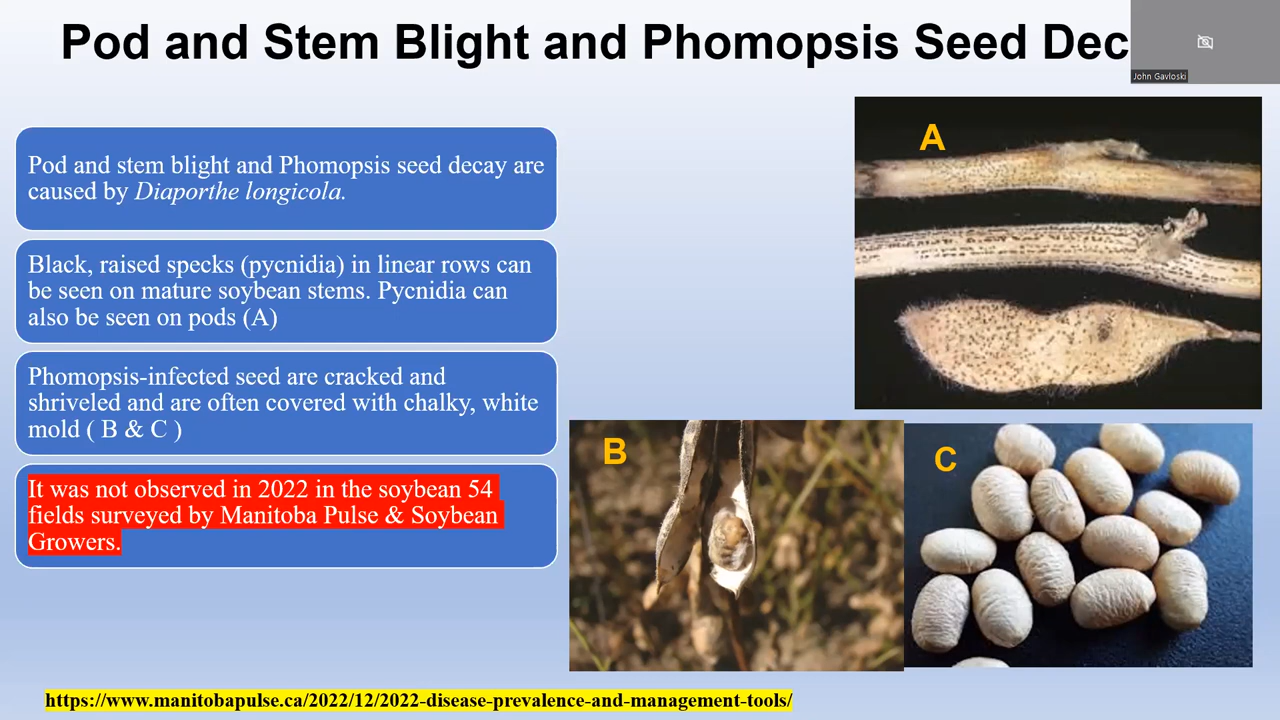 Pod and Stem Blight and Phomopsis Seed Dec
John Gavloski
Pod and stem blight and Phomopsis seed decay are
caused by Diaporthe longicola.
Black, raised specks (pycnidia) in linear rows can
be seen on mature soybean stems. Pycnidia can
also be seen on pods (A)
Phomopsis-infected seed are cracked and
shriveled and are often covered with chalky, white
mold ( B & C )
It was not observed in 2022 in the soybean 54
fields surveyed by Manitoba Pulse & Soybean
Growers.
A
B
C
https://www.manitobapulse.ca/2022/12/2022-disease-prevalence-and-management-tools/